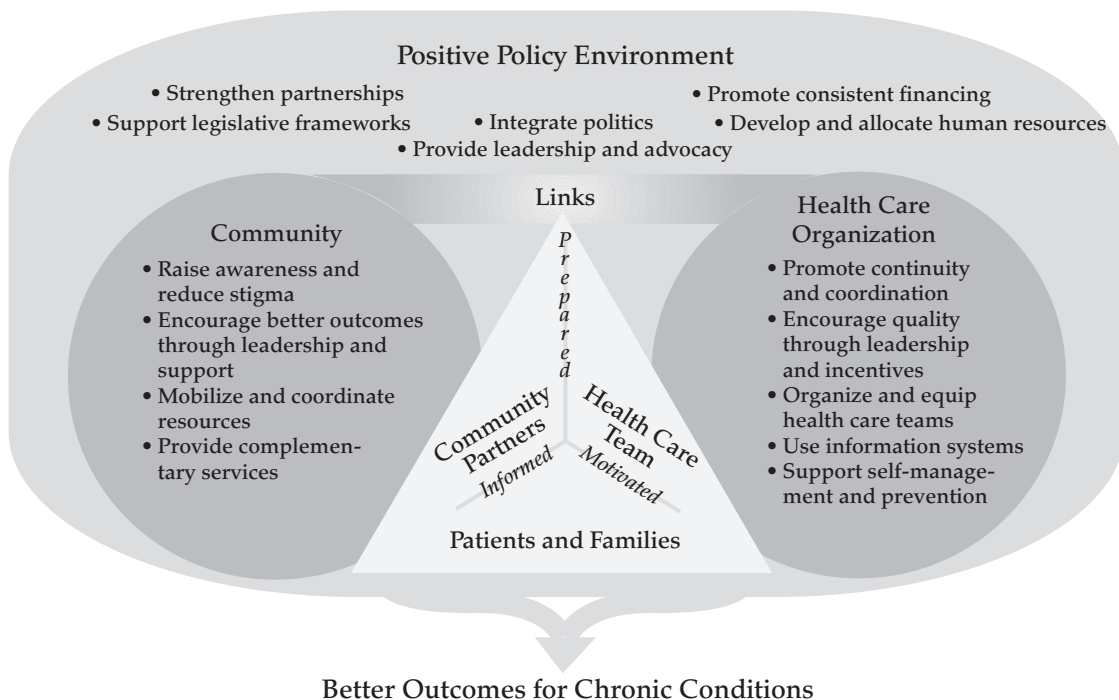 Positive Policy Environment
• Strengthen partnerships
• Promote consistent financing
• Support legislative frameworks
• Integrate politics
• Develop and allocate human resources
• Provide leadership and advocacy
Links
Community
• Raise awareness and
reduce stigma
• Encourage better outcomes
through leadership and
support
• Mobilize and coordinate
resources
• Provide complemen-
tary services
Prepared
Community
Partners
Informed
Health Care
Team
Motivated
Patients and Families
Health Care
Organization
• Promote continuity
and coordination
• Encourage quality
through leadership
and incentives
• Organize and equip
health care teams
• Use information systems
• Support self-manage-
ment and prevention
Better Outcomes for Chronic Conditions